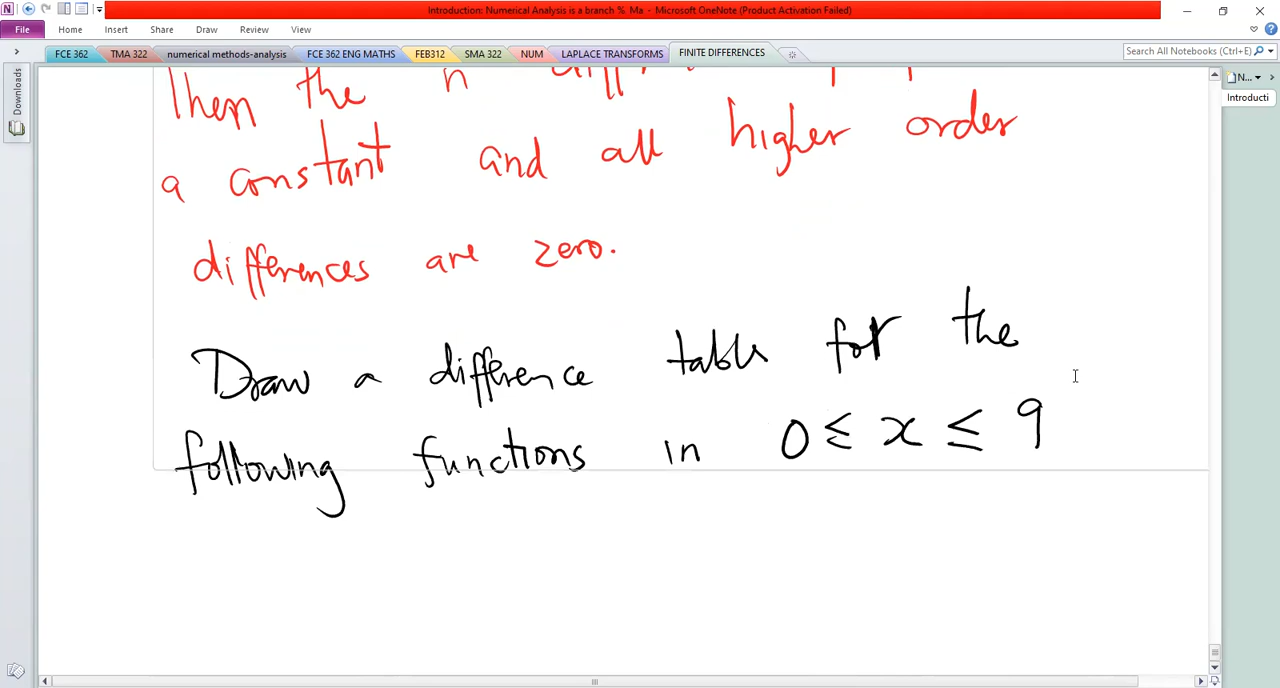 Introduction: Numerical Analysis is a branch %. Ma - Microsoft OneNote (Product Activation Failed)
File Home Insert Share Draw Review View
FCE 362 TMA 322 numerical methods-analysis FCE 362 ENG MATHS FEB312 SMA 322 NUM LAPLACE TRANSFORMS FINITE DIFFERENCES
Search All Notebooks (Ctrl+E)
Downloads
N...
Introducti
Then the n
a constant and all higher order
differences are zero.
Draw a difference table for the
following functions in 0 ≤ x ≤ 9